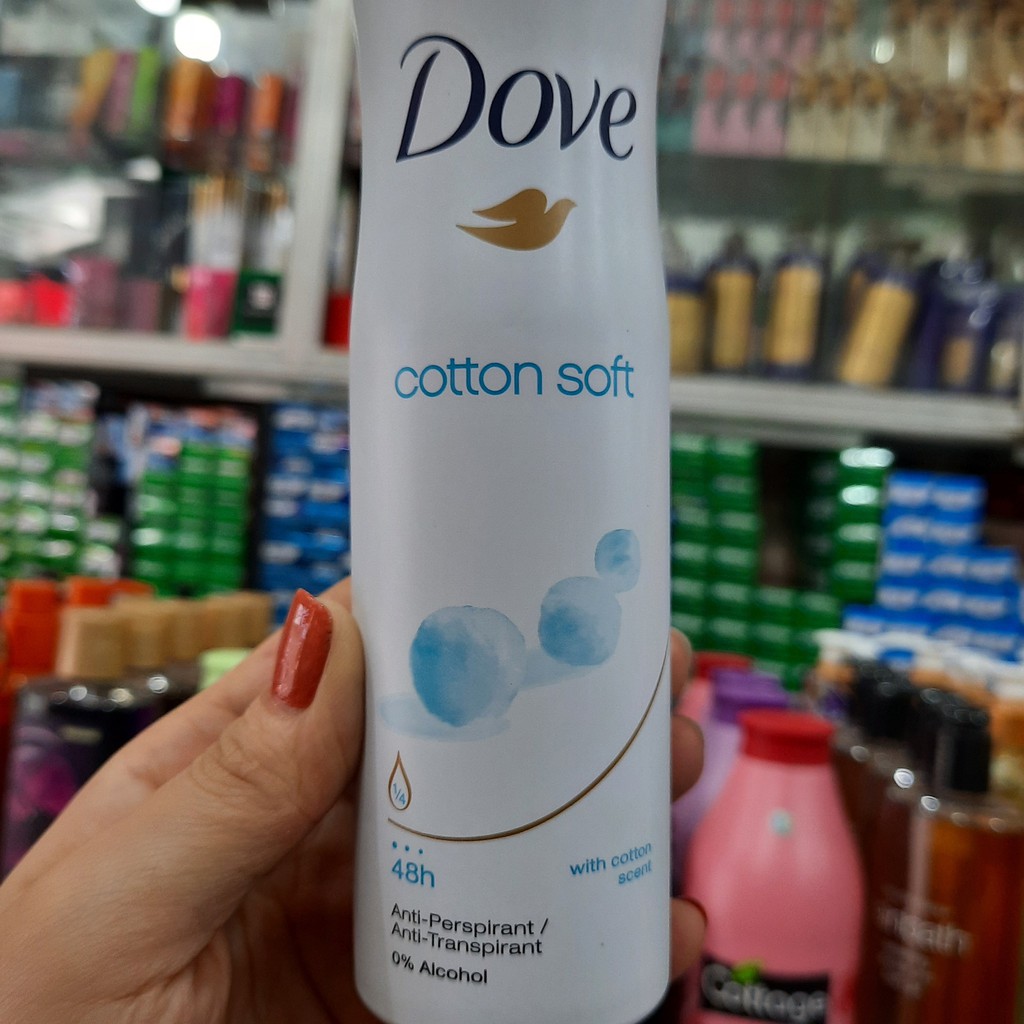 Dove
cotton soft
1/4
48h
with cotton
scent
Anti-Perspirant /
Anti-Transpirant
0% Alcohol
Cottage